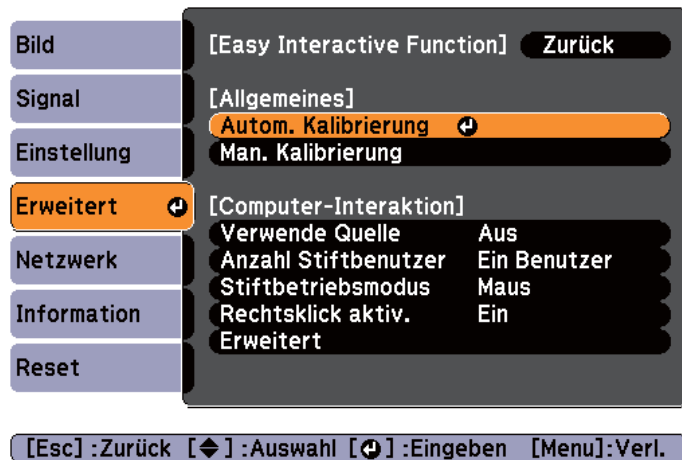 Bild
Signal
Einstellung
Erweitert
Netzwerk
Information
Reset
[Easy Interactive Function] Zurück
[Allgemeines]
Autom. Kalibrierung
Man. Kalibrierung
[Computer-Interaktion]
Verwende Quelle Aus
Anzahl Stiftbenutzer Ein Benutzer
Stiftbetriebsmodus Maus
Rechtsklick aktiv. Ein
Erweitert
[Esc] :Zurück [◆] :Auswahl [⏎] :Eingeben [Menu]:Verl.